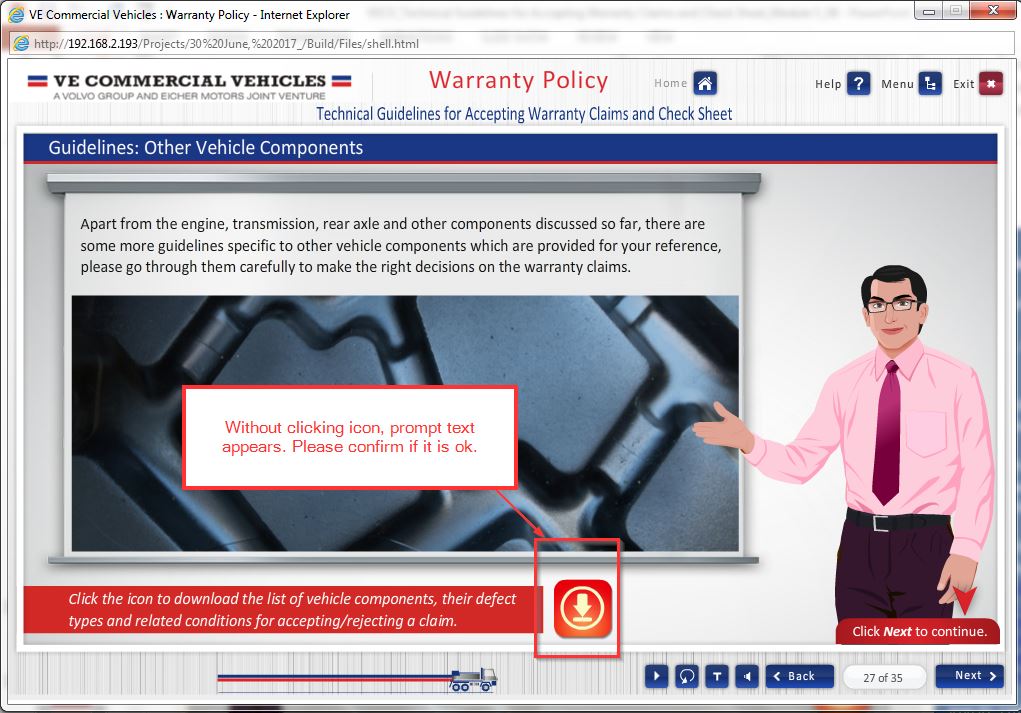 VE Commercial Vehicles : Warranty Policy - Internet Explorer
http://192.168.2.193/Projects/30%20June,%202017_/Build/Files/shell.html
VE COMMERCIAL VEHICLES
A VOLVO GROUP AND EICHER MOTORS JOINT VENTURE
Warranty Policy
Home
Help ?
Menu
Exit
Technical Guidelines for Accepting Warranty Claims and Check Sheet
Guidelines: Other Vehicle Components
Apart from the engine, transmission, rear axle and other components discussed so far, there are
some more guidelines specific to other vehicle components which are provided for your reference,
please go through them carefully to make the right decisions on the warranty claims.
Without clicking icon, prompt text
appears. Please confirm if it is ok.
Click the icon to download the list of vehicle components, their defect
types and related conditions for accepting/rejecting a claim.
Click Next to continue.
T
Back
27 of 35
Next